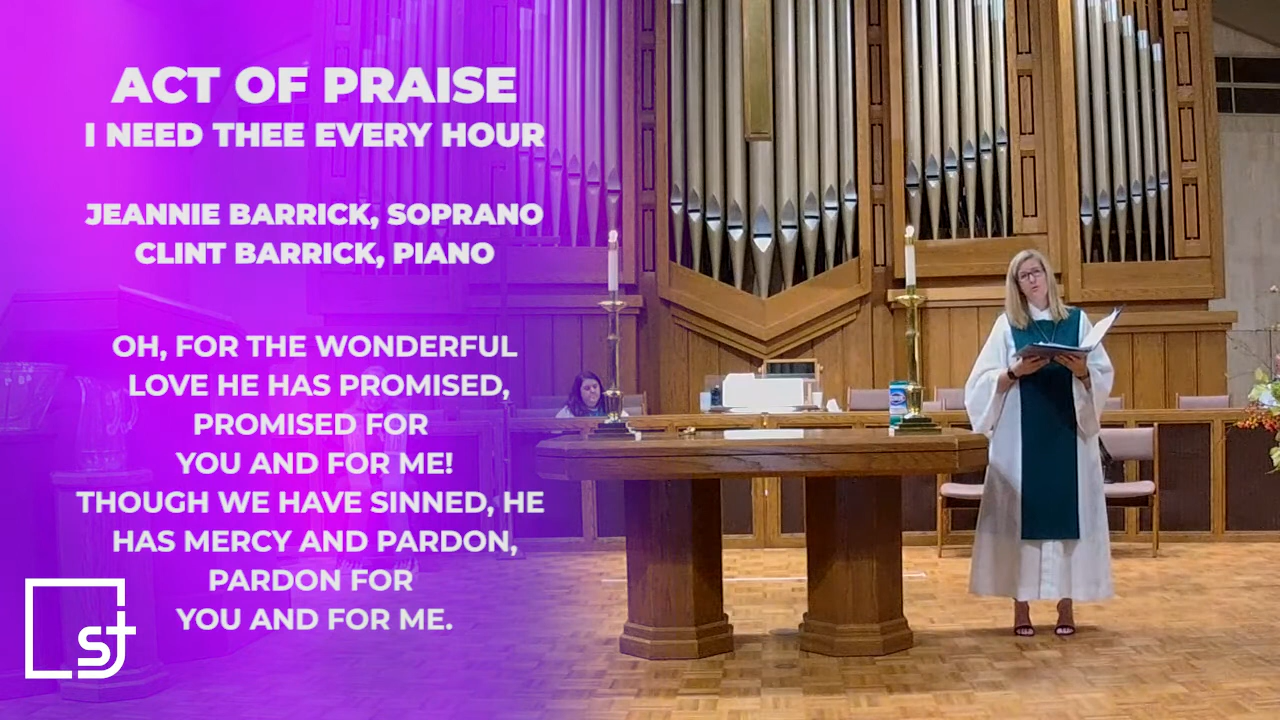 ACT OF PRAISE
I NEED THEE EVERY HOUR
JEANNIE BARRICK, SOPRANO
CLINT BARRICK, PIANO
OH, FOR THE WONDERFUL
LOVE HE HAS PROMISED,
PROMISED FOR
YOU AND FOR ME!
THOUGH WE HAVE SINNED, HE
HAS MERCY AND PARDON,
PARDON FOR
YOU AND FOR ME.
st